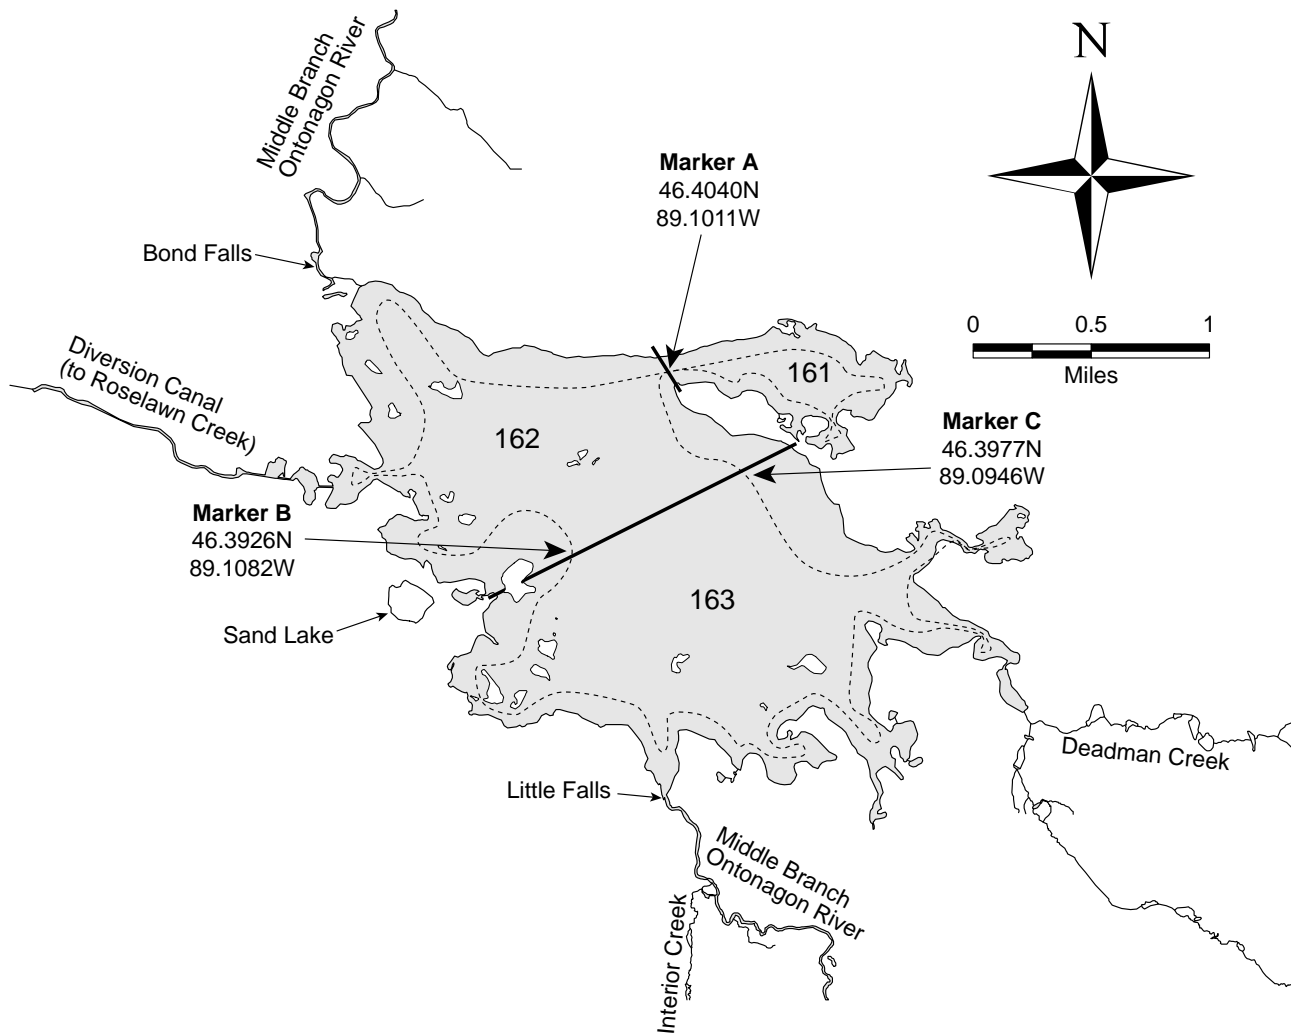 N
Middle Branch
Ontonagon River
Marker A
46.4040N
89.1011W
Bond Falls
0 0.5 1
Miles
Diversion Canal
(to Roselawn Creek)
161
162
Marker C
46.3977N
89.0946W
Marker B
46.3926N
89.1082W
163
Sand Lake
Deadman Creek
Little Falls
Middle Branch
Ontonagon River
Interior Creek